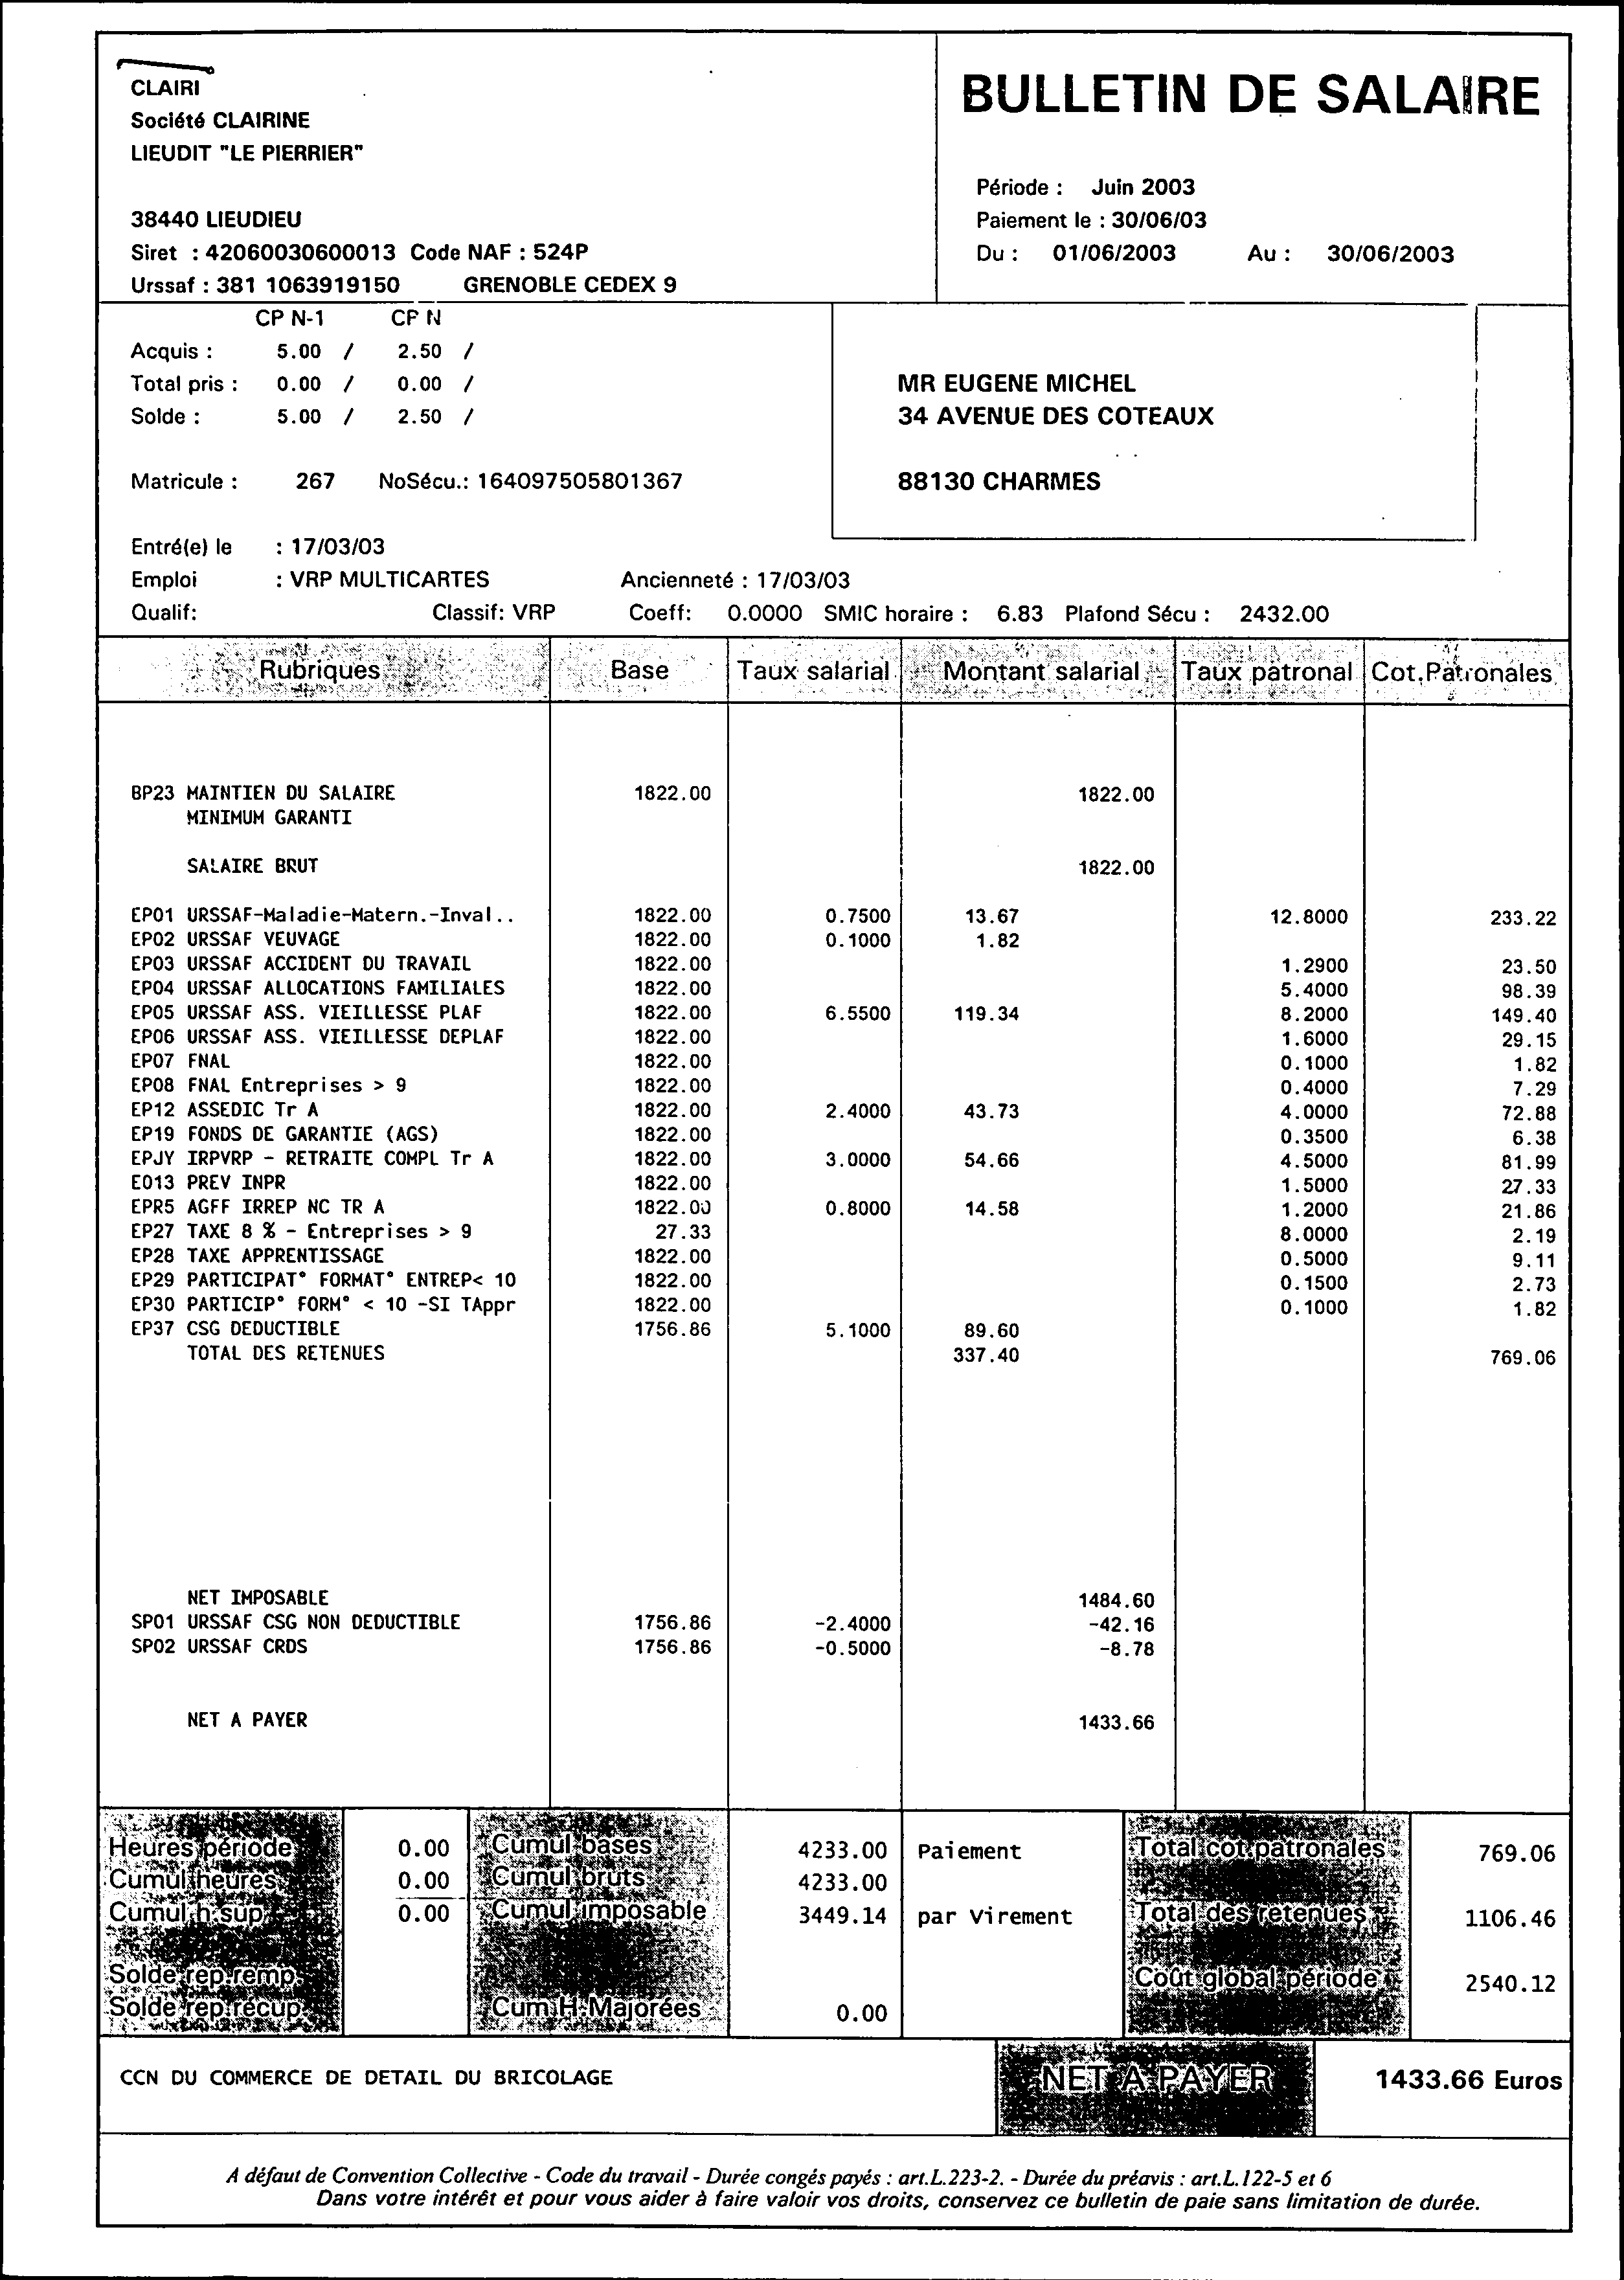 CLAIRI
Société CLAIRINE
LIEUDIT "LE PIERRIER"
38440 LIEUDIEU
Siret : 42060030600013 Code NAF : 524P
Urssaf : 381 1063919150 GRENOBLE CEDEX 9
BULLETIN DE SALAIRE
Période : Juin 2003
Paiement le : 30/06/03
Du : 01/06/2003 Au : 30/06/2003
CP N-1 CP N
Acquis : 5.00 / 2.50 /
Total pris : 0.00 / 0.00 /
Solde : 5.00 / 2.50 /
Matricule : 267 NoSécu.: 164097505801367
MR EUGENE MICHEL
34 AVENUE DES COTEAUX
88130 CHARMES
Entré(e) le : 17/03/03
Emploi : VRP MULTICARTES Ancienneté : 17/03/03
Qualif: Classif: VRP Coeff: 0.0000 SMIC horaire : 6.83 Plafond Sécu : 2432.00
Rubriques Base Taux salarial Montant salarial Taux patronal Cot.Patronales
BP23 MAINTIEN DU SALAIRE 1822.00 1822.00
MINIMUM GARANTI
SALAIRE BRUT 1822.00
EP01 URSSAF-Maladie-Matern.-Inval.. 1822.00 0.7500 13.67 12.8000 233.22
EP02 URSSAF VEUVAGE 1822.00 0.1000 1.82
EP03 URSSAF ACCIDENT DU TRAVAIL 1822.00 1.2900 23.50
EP04 URSSAF ALLOCATIONS FAMILIALES 1822.00 5.4000 98.39
EP05 URSSAF ASS. VIEILLESSE PLAF 1822.00 6.5500 119.34 8.2000 149.40
EP06 URSSAF ASS. VIEILLESSE DEPLAF 1822.00 1.6000 29.15
EP07 FNAL 1822.00 0.1000 1.82
EP08 FNAL Entreprises > 9 1822.00 0.4000 7.29
EP12 ASSEDIC Tr A 1822.00 2.4000 43.73 4.0000 72.88
EP19 FONDS DE GARANTIE (AGS) 1822.00 0.3500 6.38
EPJY IRPVRP - RETRAITE COMPL Tr A 1822.00 3.0000 54.66 4.5000 81.99
E013 PREV INPR 1822.00 1.5000 27.33
EPR5 AGFF IRREP NC TR A 1822.00 0.8000 14.58 1.2000 21.86
EP27 TAXE 8 % - Entreprises > 9 27.33 8.0000 2.19
EP28 TAXE APPRENTISSAGE 1822.00 0.5000 9.11
EP29 PARTICIPAT° FORMAT° ENTREP< 10 1822.00 0.1500 2.73
EP30 PARTICIP° FORM° < 10 -SI TAppr 1822.00 0.1000 1.82
EP37 CSG DEDUCTIBLE 1756.86 5.1000 89.60
TOTAL DES RETENUES 337.40 769.06
NET IMPOSABLE 1484.60
SP01 URSSAF CSG NON DEDUCTIBLE 1756.86 -2.4000 -42.16
SP02 URSSAF CRDS 1756.86 -0.5000 -8.78
NET A PAYER 1433.66
Heures période 0.00 Cumul bases 4233.00 Paiement Total cot.patronales 769.06
Cumul heures 0.00 Cumul bruts 4233.00
Cumul h.sup 0.00 Cumul imposable 3449.14 par Virement Total des retenues 1106.46
Solde rep.remp. Coût global période 2540.12
Solde rep.récup. Cum.H.Majorées 0.00
CCN DU COMMERCE DE DETAIL DU BRICOLAGE NET A PAYER 1433.66 Euros
A défaut de Convention Collective - Code du travail - Durée congés payés : art.L.223-2. - Durée du préavis : art.L.122-5 et 6
Dans votre intérêt et pour vous aider à faire valoir vos droits, conservez ce bulletin de paie sans limitation de durée.